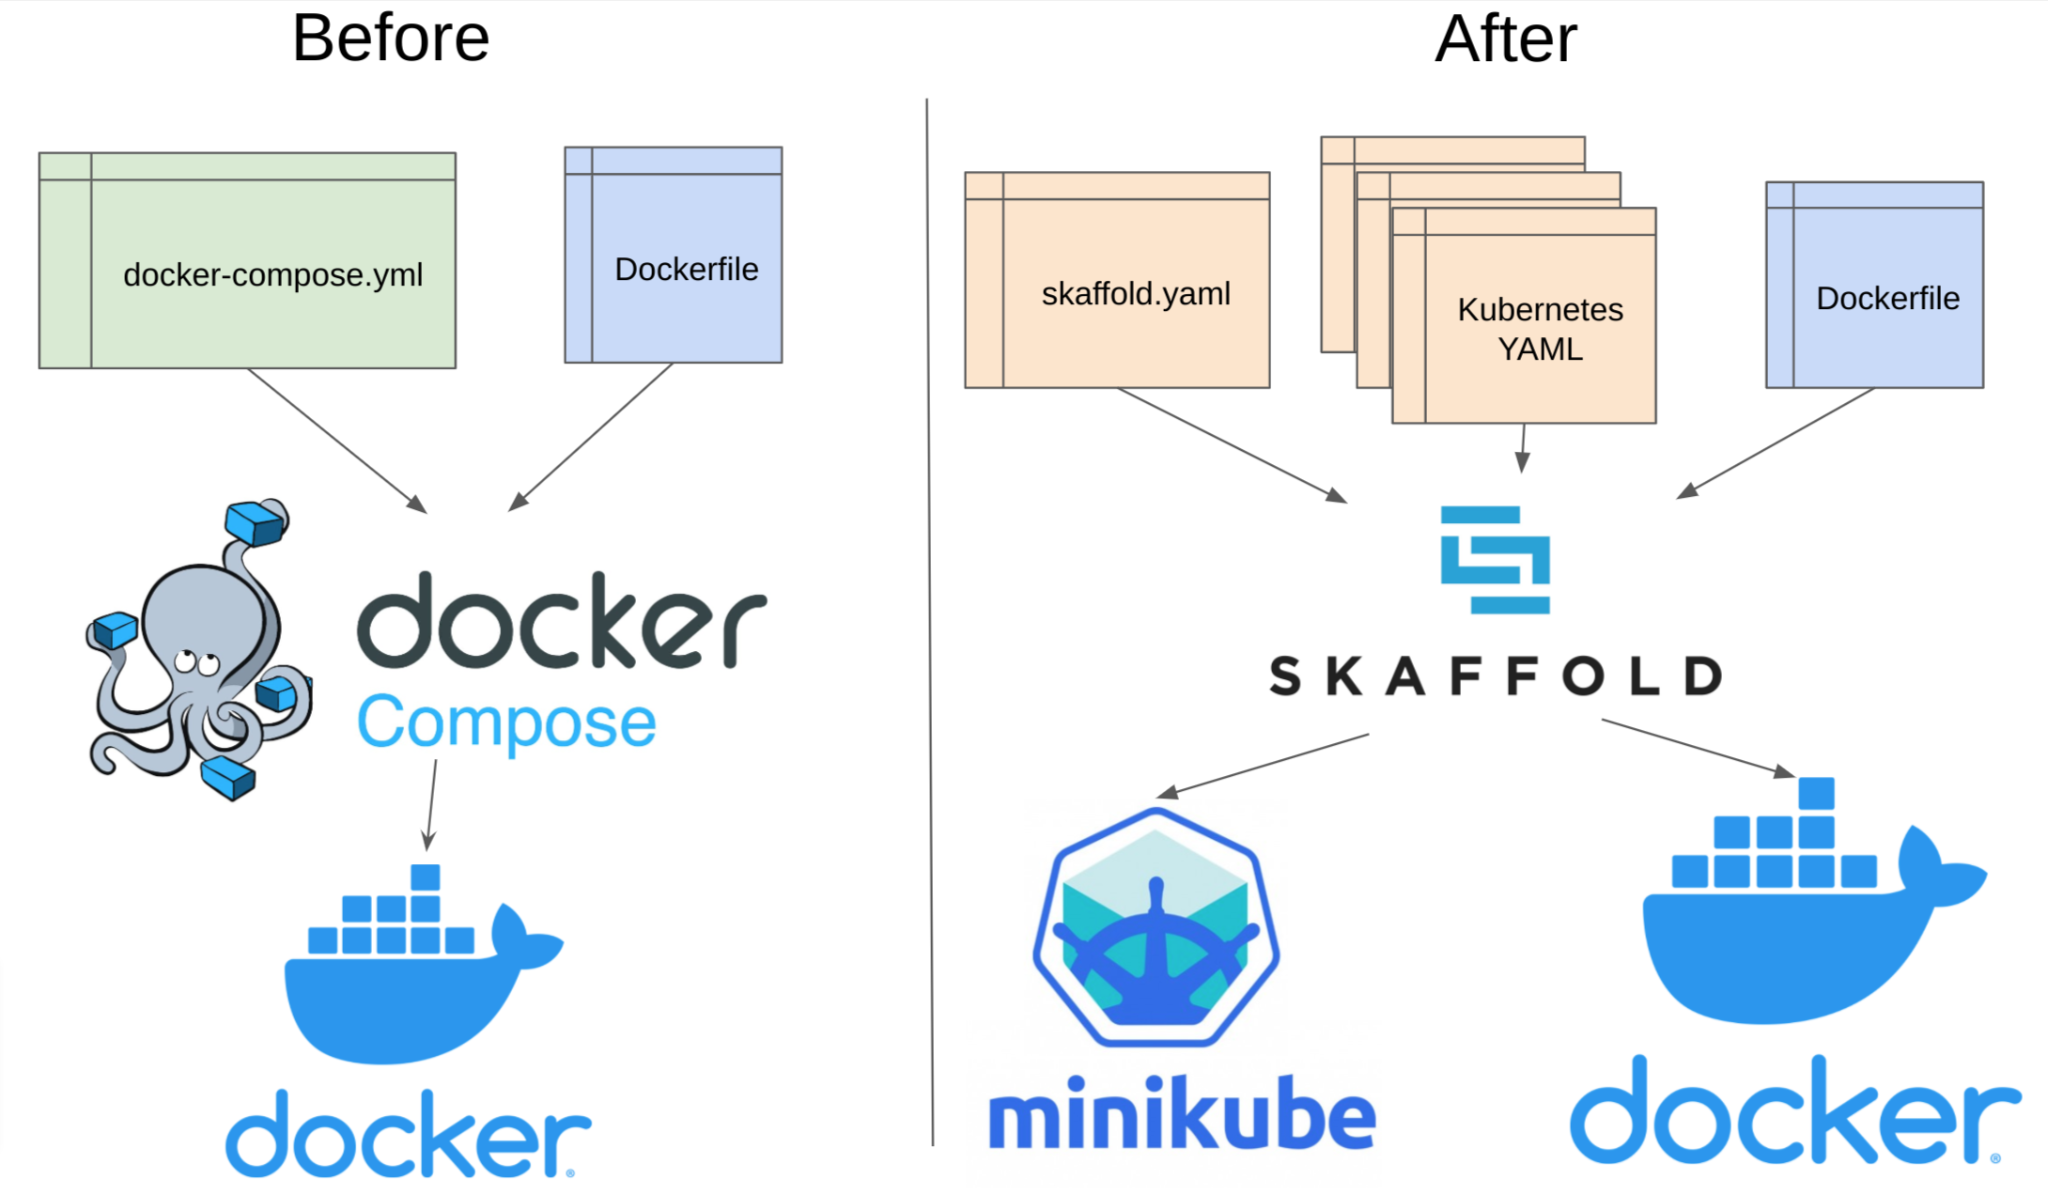 Before
After
docker-compose.yml
Dockerfile
skaffold.yaml
Kubernetes
YAML
Dockerfile
docker
Compose
SKAFFOLD
docker®
minikube
docker®